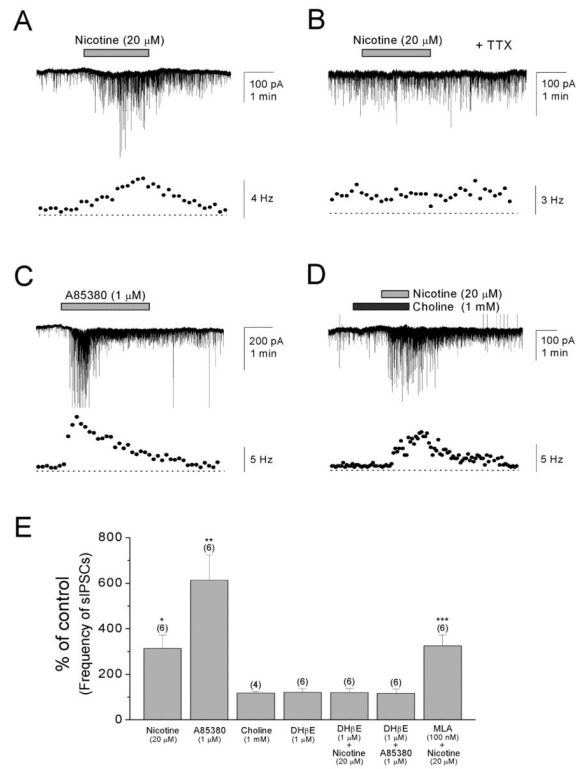 A
Nicotine (20 μM)
100 pA
1 min
4 Hz
B
Nicotine (20 μM)
+ TTX
100 pA
1 min
3 Hz
C
A85380 (1 μM)
200 pA
1 min
5 Hz
D
Nicotine (20 μM)
Choline (1 mM)
100 pA
1 min
5 Hz
E
% of control
(Frequency of sIPSCs)
800
600
400
200
0
*
(6)
**
(6)
(4)
(6)
(6)
(6)
***
(6)
Nicotine
(20 μM)
A85380
(1 μM)
Choline
(1 mM)
DHβE
(1 μM)
DHβE
(1 μM)
+
Nicotine
(20 μM)
DHβE
(1 μM)
+
A85380
(1 μM)
MLA
(100 nM)
+
Nicotine
(20 μM)